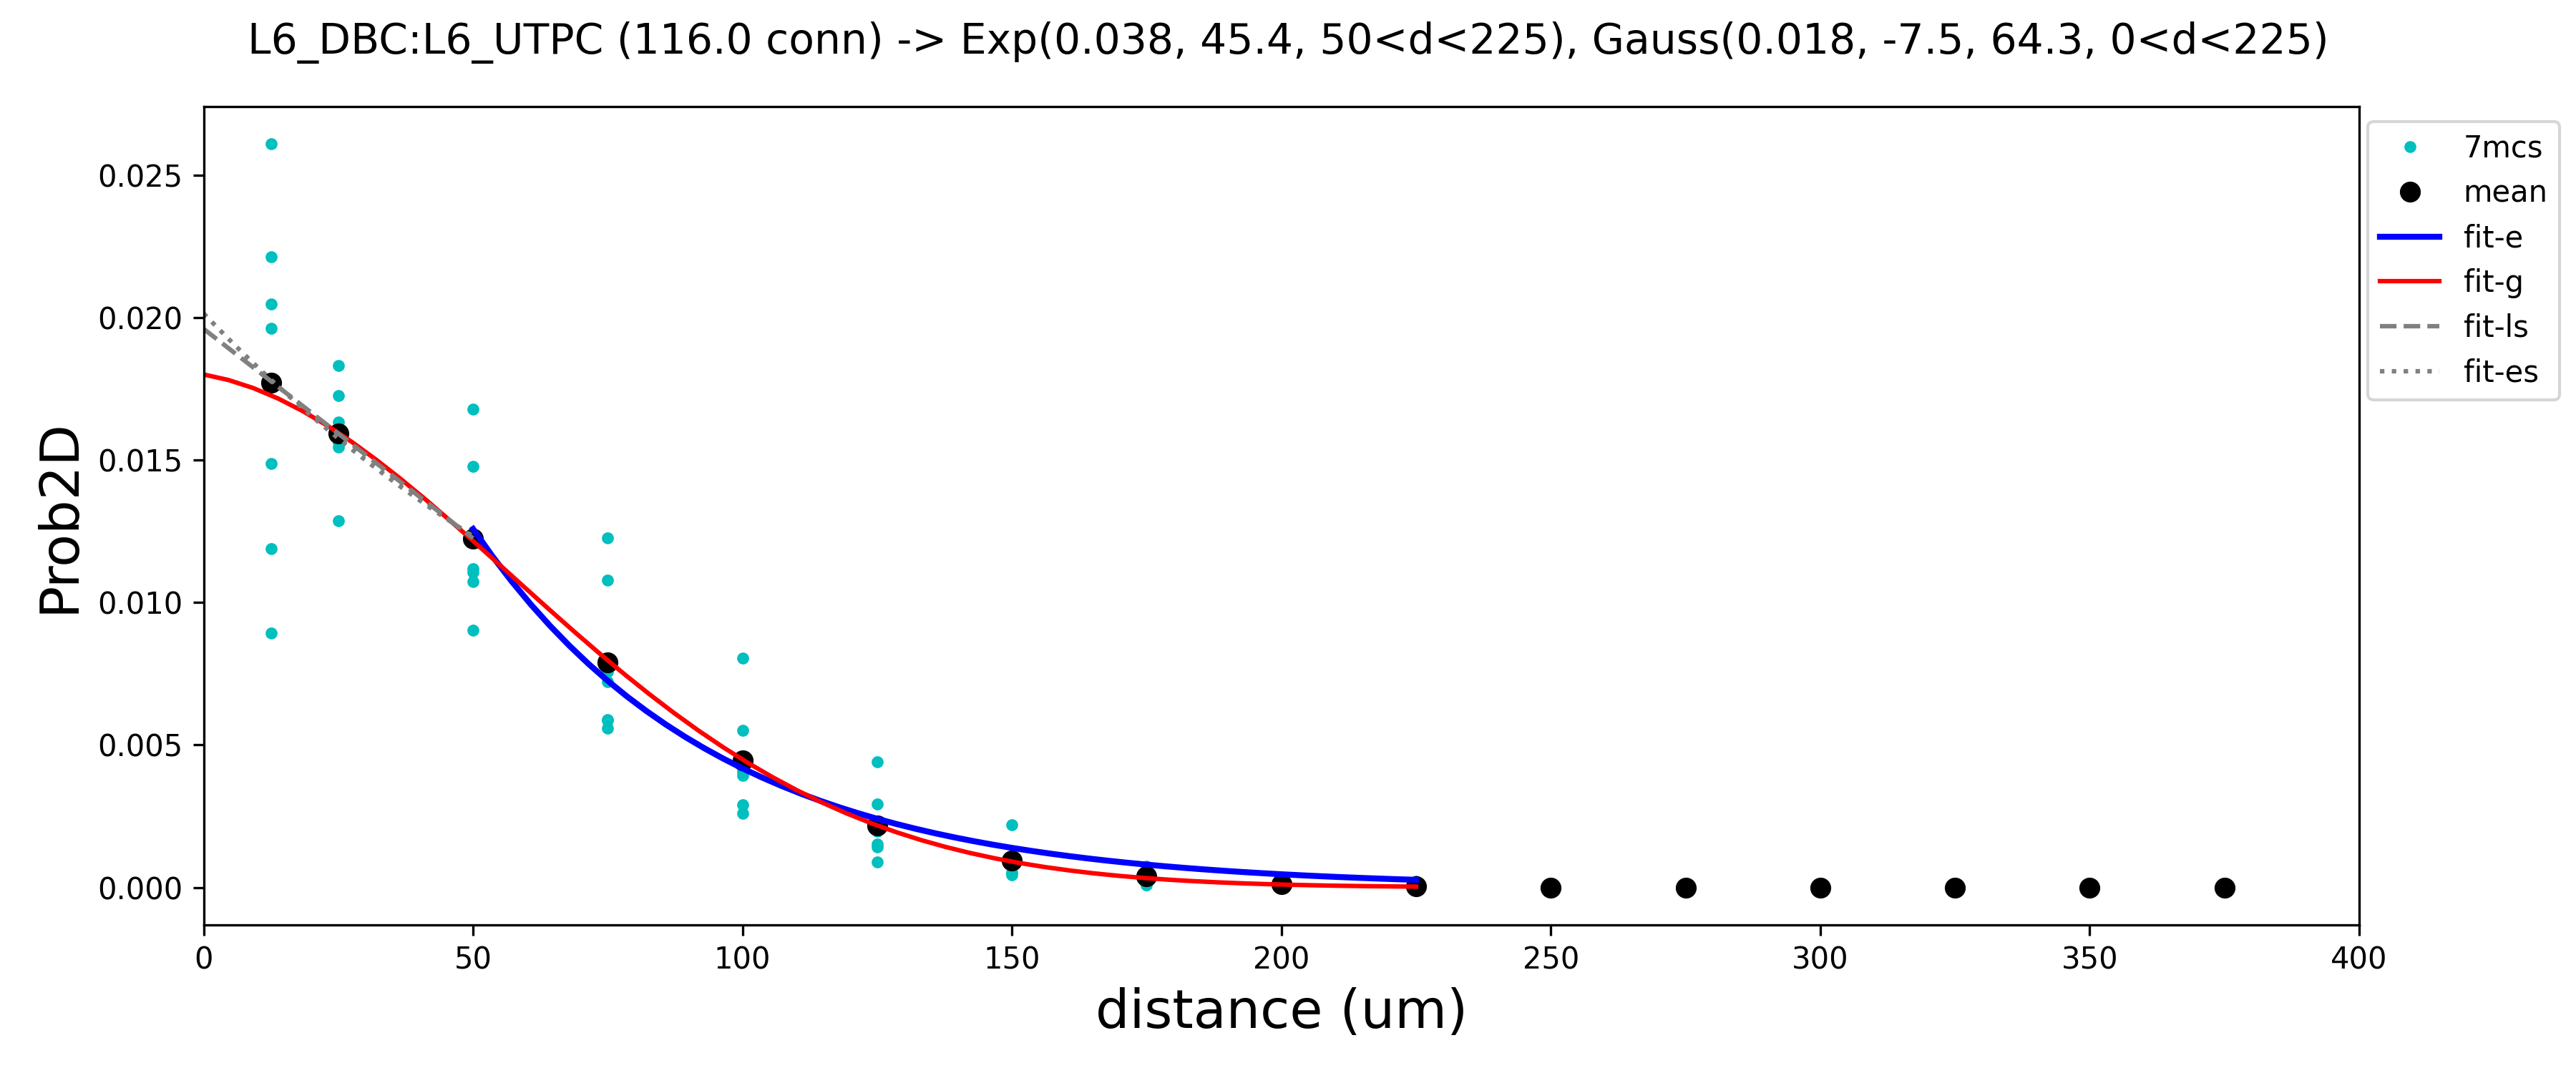 L6_DBC:L6_UTPC (116.0 conn) -> Exp(0.038, 45.4, 50<d<225), Gauss(0.018, -7.5, 64.3, 0<d<225)
7mcs
mean
fit-e
fit-g
fit-ls
fit-es
Prob2D
0.025
0.020
0.015
0.010
0.005
0.000
0 50 100 150 200 250 300 350 400
distance (um)